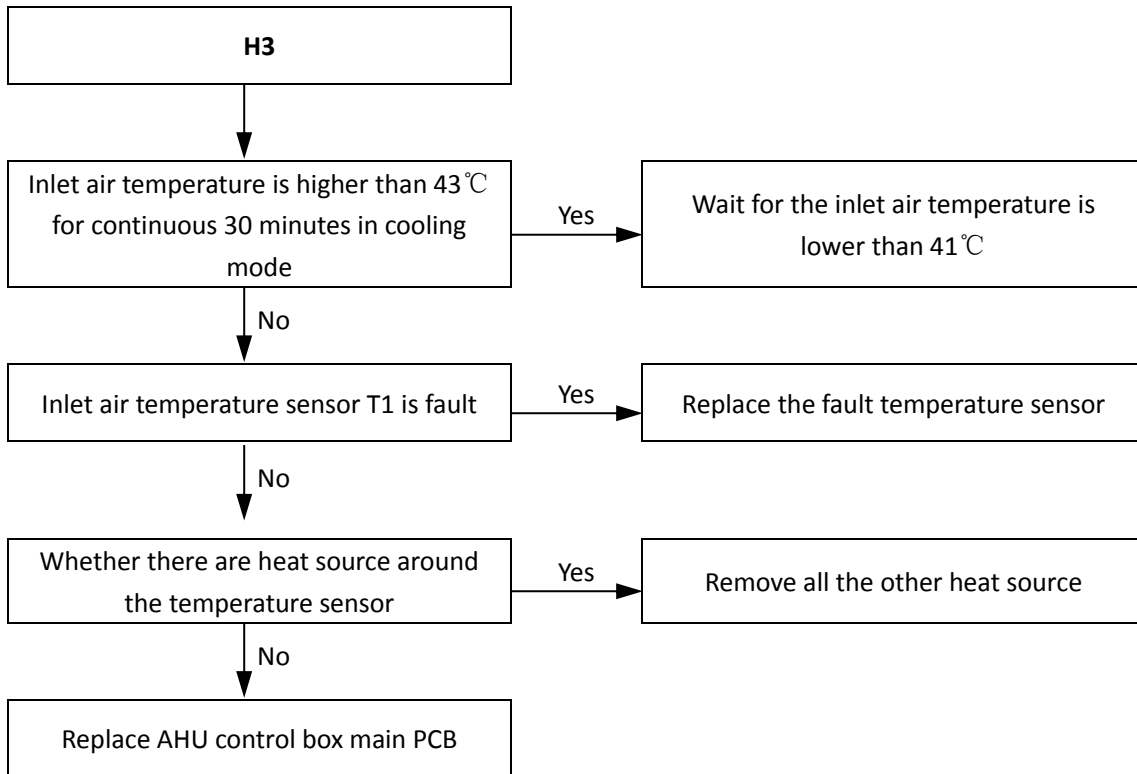 H3
Inlet air temperature is higher than 43℃
for continuous 30 minutes in cooling
mode
Yes
Wait for the inlet air temperature is
lower than 41℃
No
Inlet air temperature sensor T1 is fault
Yes
Replace the fault temperature sensor
No
Whether there are heat source around
the temperature sensor
Yes
Remove all the other heat source
No
Replace AHU control box main PCB